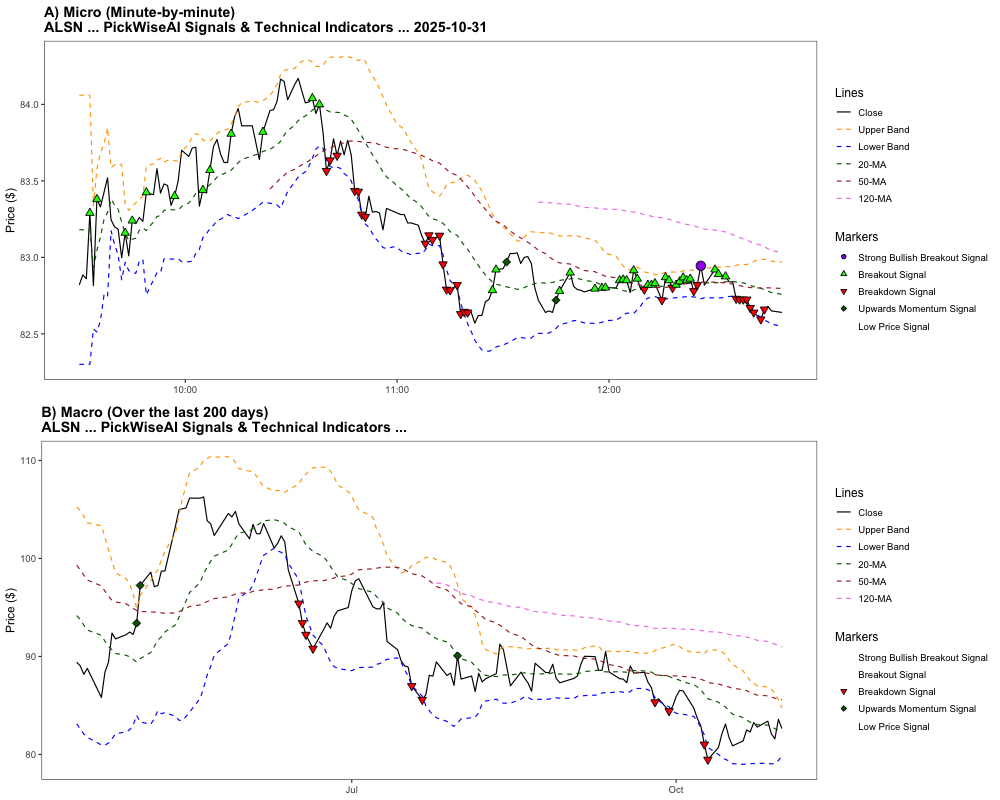 A) Micro (Minute-by-minute)
ALSN ... PickWiseAI Signals & Technical Indicators ... 2025-10-31
Price ($)
84.0
83.5
83.0
82.5
10:00
11:00
12:00
Lines
Close
Upper Band
Lower Band
20-MA
50-MA
120-MA
Markers
Strong Bullish Breakout Signal
Breakout Signal
Breakdown Signal
Upwards Momentum Signal
Low Price Signal
B) Macro (Over the last 200 days)
ALSN ... PickWiseAI Signals & Technical Indicators ...
Price ($)
110
100
90
80
Jul
Oct
Lines
Close
Upper Band
Lower Band
20-MA
50-MA
120-MA
Markers
Strong Bullish Breakout Signal
Breakout Signal
Breakdown Signal
Upwards Momentum Signal
Low Price Signal